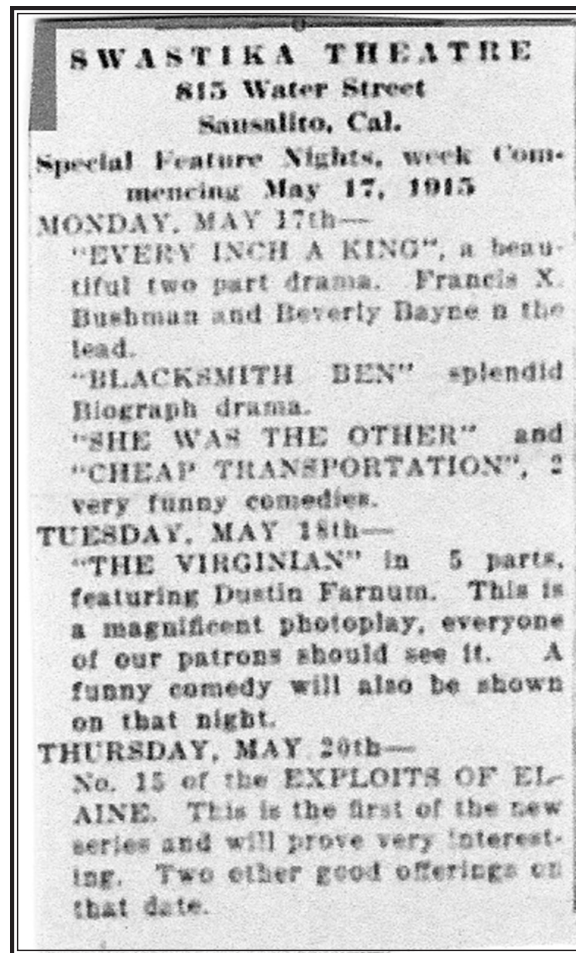 SWASTIKA THEATRE
815 Water Street
Sausalito, Cal.
Special Feature Nights, week Com-
mencing May 17, 1915
MONDAY, MAY 17th—
"EVERY INCH A KING", a beau-
tiful two part drama. Francis X.
Bushman and Beverly Bayne n the
lead.
"BLACKSMITH BEN" splendid
Biograph drama.
"SHE WAS THE OTHER" and
"CHEAP TRANSPORTATION", 2
very funny comedies.
TUESDAY, MAY 18th—
"THE VIRGINIAN" in 5 parts,
featuring Dustin Farnum. This is
a magnificent photoplay, everyone
of our patrons should see it. A
funny comedy will also be shown
on that night.
THURSDAY, MAY 20th—
No. 15 of the EXPLOITS OF EL-
AINE. This is the first of the new
series and will prove very interest-
ing. Two other good offerings on
that date.